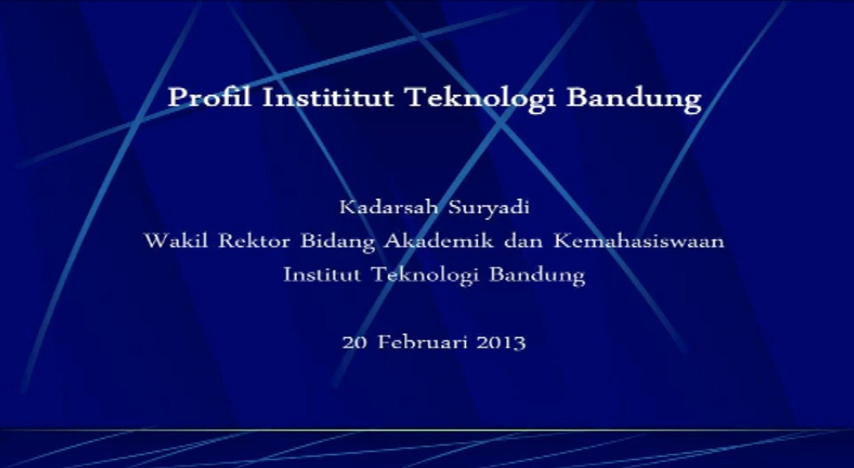 Profil Instititut Teknologi Bandung
Kadarsah Suryadi
Wakil Rektor Bidang Akademik dan Kemahasiswaan
Institut Teknologi Bandung
20 Februari 2013